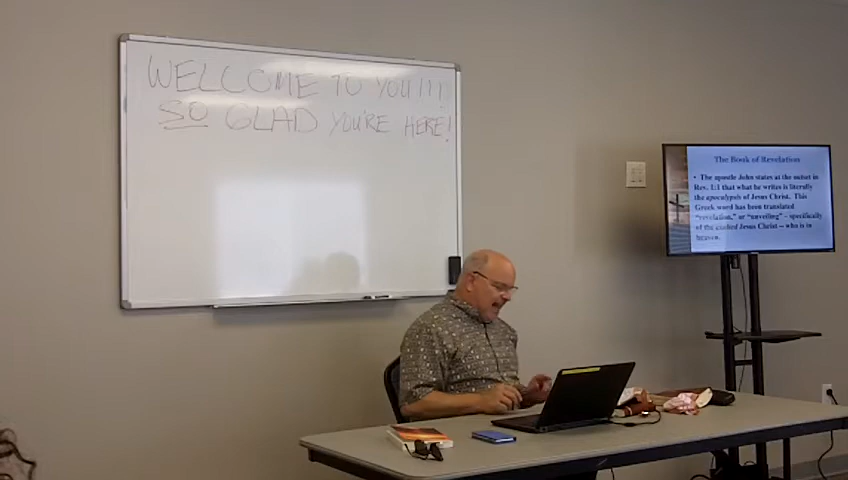 WELCOME TO YOU!!!
SO GLAD YOU'RE HERE!
The Book of Revelation
• The apostle John states at the outset in
Rev. 1:1 that what he writes is literally
the apocalypsis of Jesus Christ. This
Greek word has been translated
"revelation," or "unveiling" – specifically
of the exalted Jesus Christ – who is in
heaven.